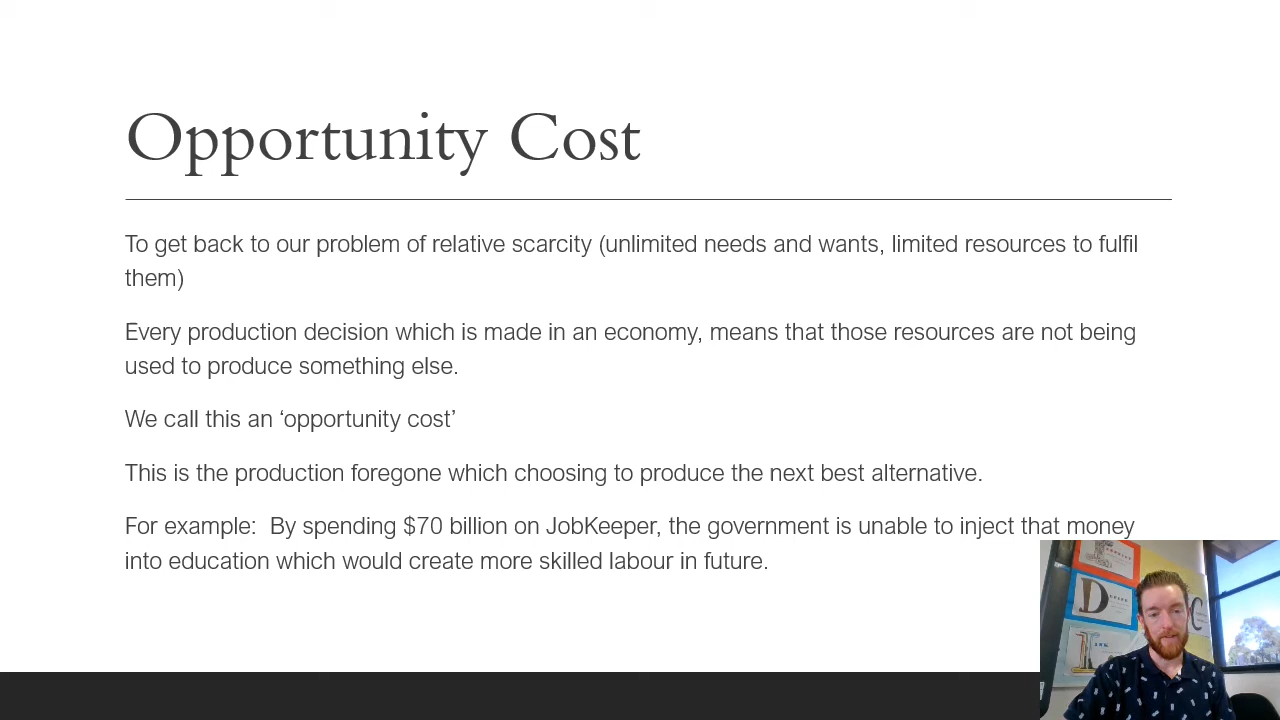 Opportunity Cost
To get back to our problem of relative scarcity (unlimited needs and wants, limited resources to fulfil
them)
Every production decision which is made in an economy, means that those resources are not being
used to produce something else.
We call this an ‘opportunity cost’
This is the production foregone which choosing to produce the next best alternative.
For example:  By spending $70 billion on JobKeeper, the government is unable to inject that money
into education which would create more skilled labour in future.
D
C